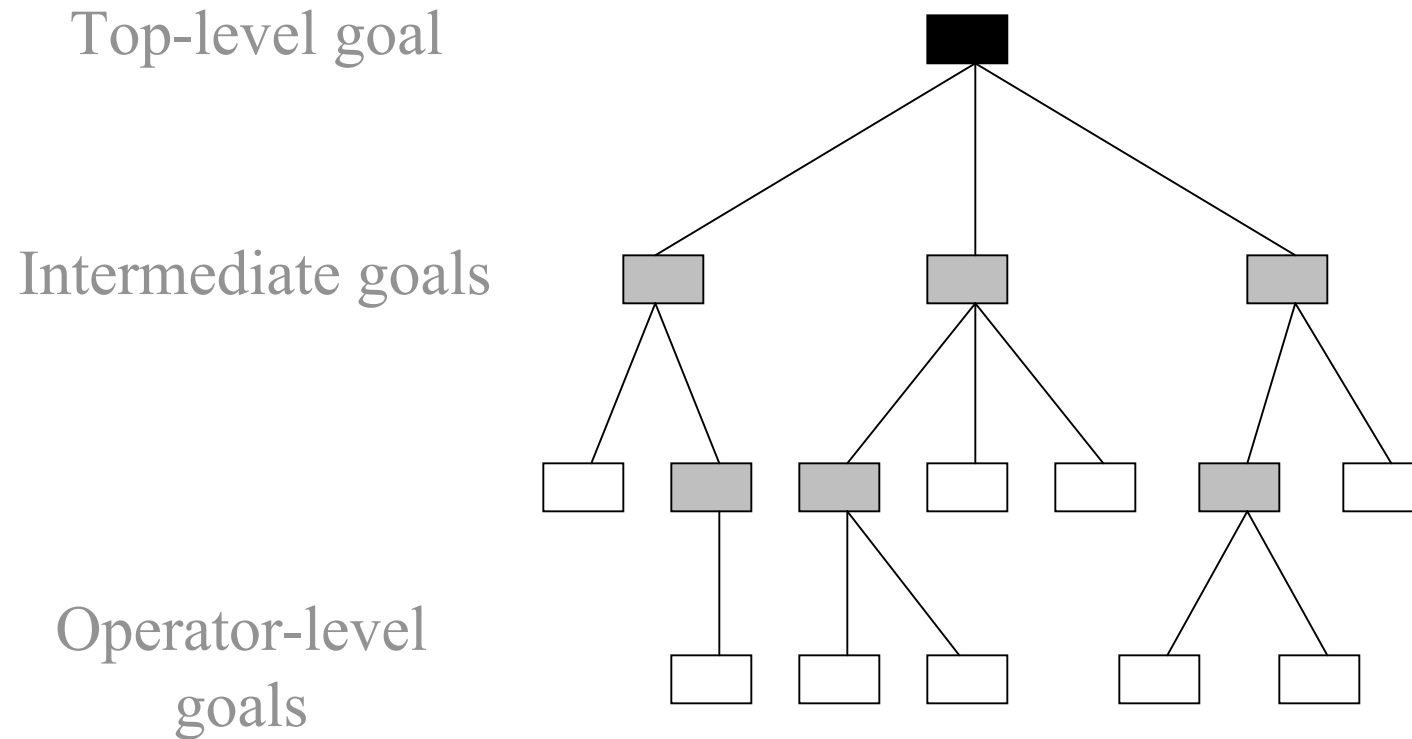 Top-level goal
Intermediate goals
Operator-level
goals